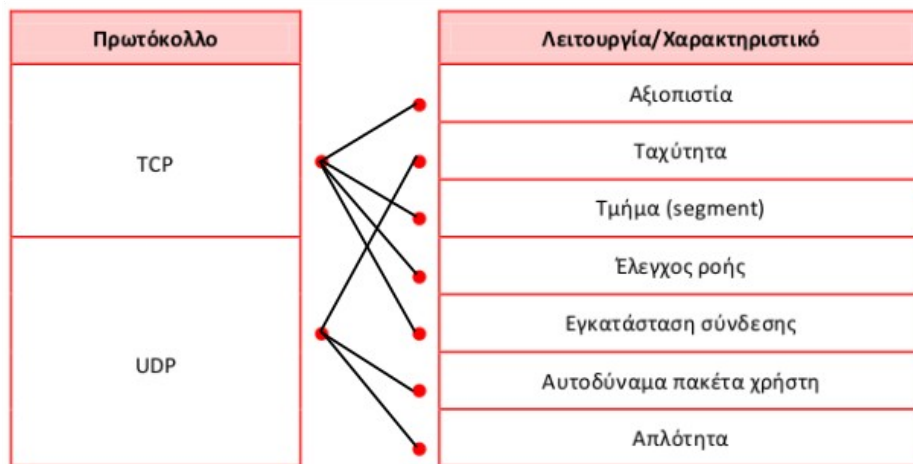 Πρωτόκολλο
Λειτουργία/Χαρακτηριστικό
TCP
UDP
Αξιοπιστία
Ταχύτητα
Τμήμα (segment)
Έλεγχος ροής
Εγκατάσταση σύνδεσης
Αυτοδύναμα πακέτα χρήστη
Απλότητα